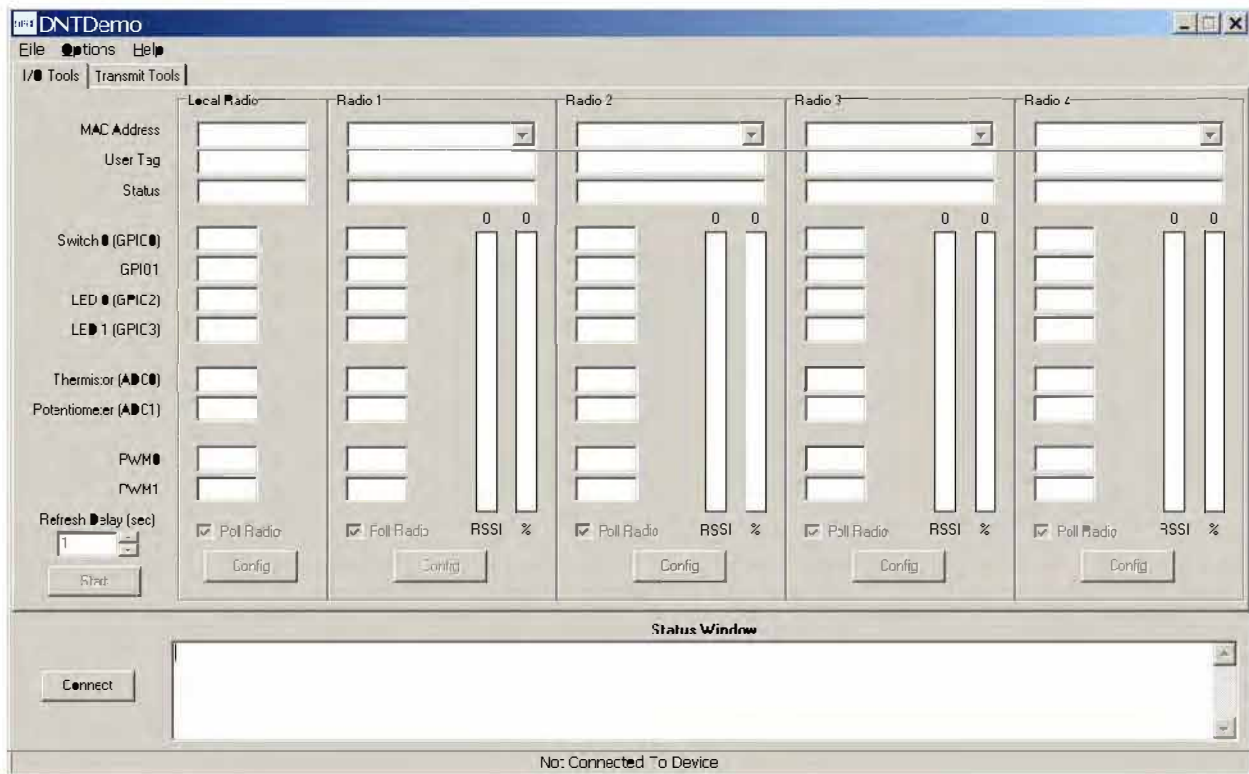 DNTDemo
File Options Help
I/O Tools Transmit Tools
Local Radio Radio 1 Radio 2 Radio 3 Radio 4
MAC Address
User Tag
Status
0 0 0 0 0 0 0 0
Switch 0 (GPIO0)
GPIO1
LED 0 (GPIO2)
LED 1 (GPIO3)
Thermistor (ADC0)
Potentiometer (ADC1)
PWM0
PWM1
Refresh Delay (sec)
1
Poll Radio Poll Radio RSSI % Poll Radio RSSI % Poll Radio RSSI % Poll Radio RSSI %
Start Config Config Config Config Config
Status Window
Connect
Not Connected To Device